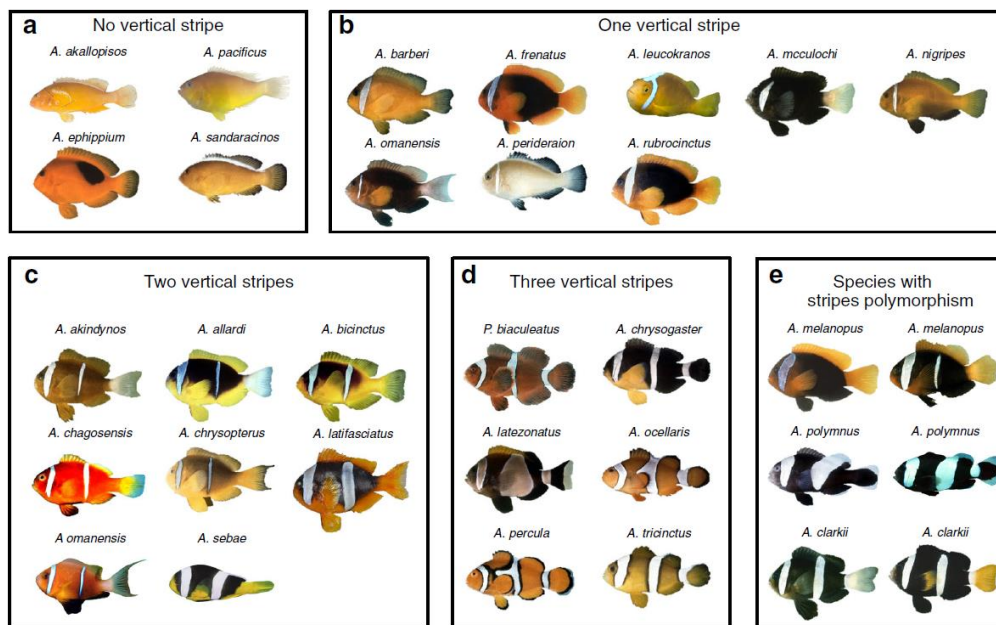 a No vertical stripe
A. akallopisos A. pacificus
A. ephippium A. sandaracinos
b One vertical stripe
A. barberi A. frenatus A. leucokranos A. mcculochi A. nigripes
A. omanensis A. perideraion A. rubrocinctus
c Two vertical stripes
A. akindynos A. allardi A. bicinctus
A. chagosensis A. chrysopterus A. latifasciatus
A omanensis A. sebae
d Three vertical stripes
P. biaculeatus A. chrysogaster
A. latezonatus A. ocellaris
A. percula A. tricinctus
e Species with
stripes polymorphism
A. melanopus A. melanopus
A. polymnus A. polymnus
A. clarkii A. clarkii